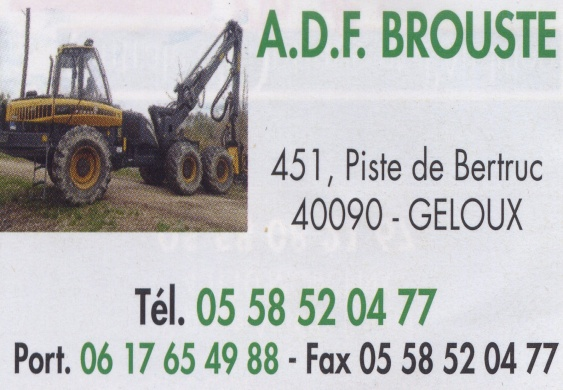 A.D.F. BROUSTE
451, Piste de Bertruc
40090 - GELOUX
Tél. 05 58 52 04 77
Port. 06 17 65 49 88 - Fax 05 58 52 04 77